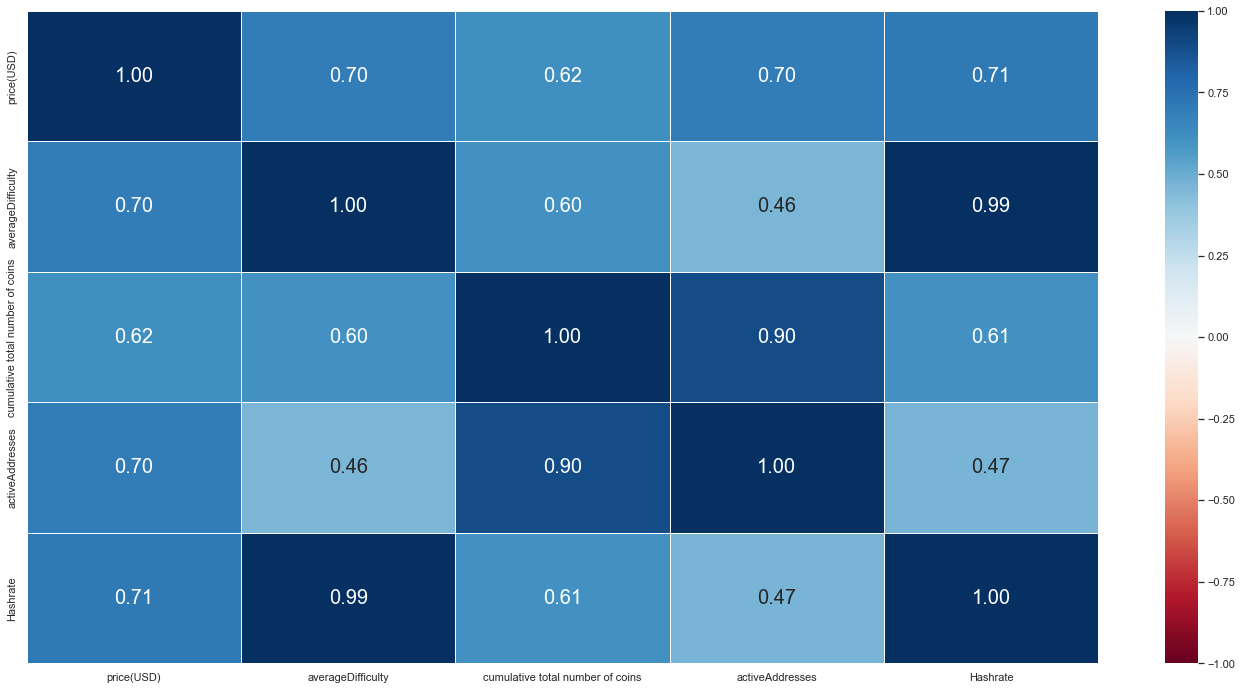 price(USD) 1.00 0.70 0.62 0.70 0.71
averageDifficulty 0.70 1.00 0.60 0.46 0.99
cumulative total number of coins 0.62 0.60 1.00 0.90 0.61
activeAddresses 0.70 0.46 0.90 1.00 0.47
Hashrate 0.71 0.99 0.61 0.47 1.00
price(USD) averageDifficulty cumulative total number of coins activeAddresses Hashrate
1.00
0.75
0.50
0.25
0.00
−0.25
−0.50
−0.75
−1.00